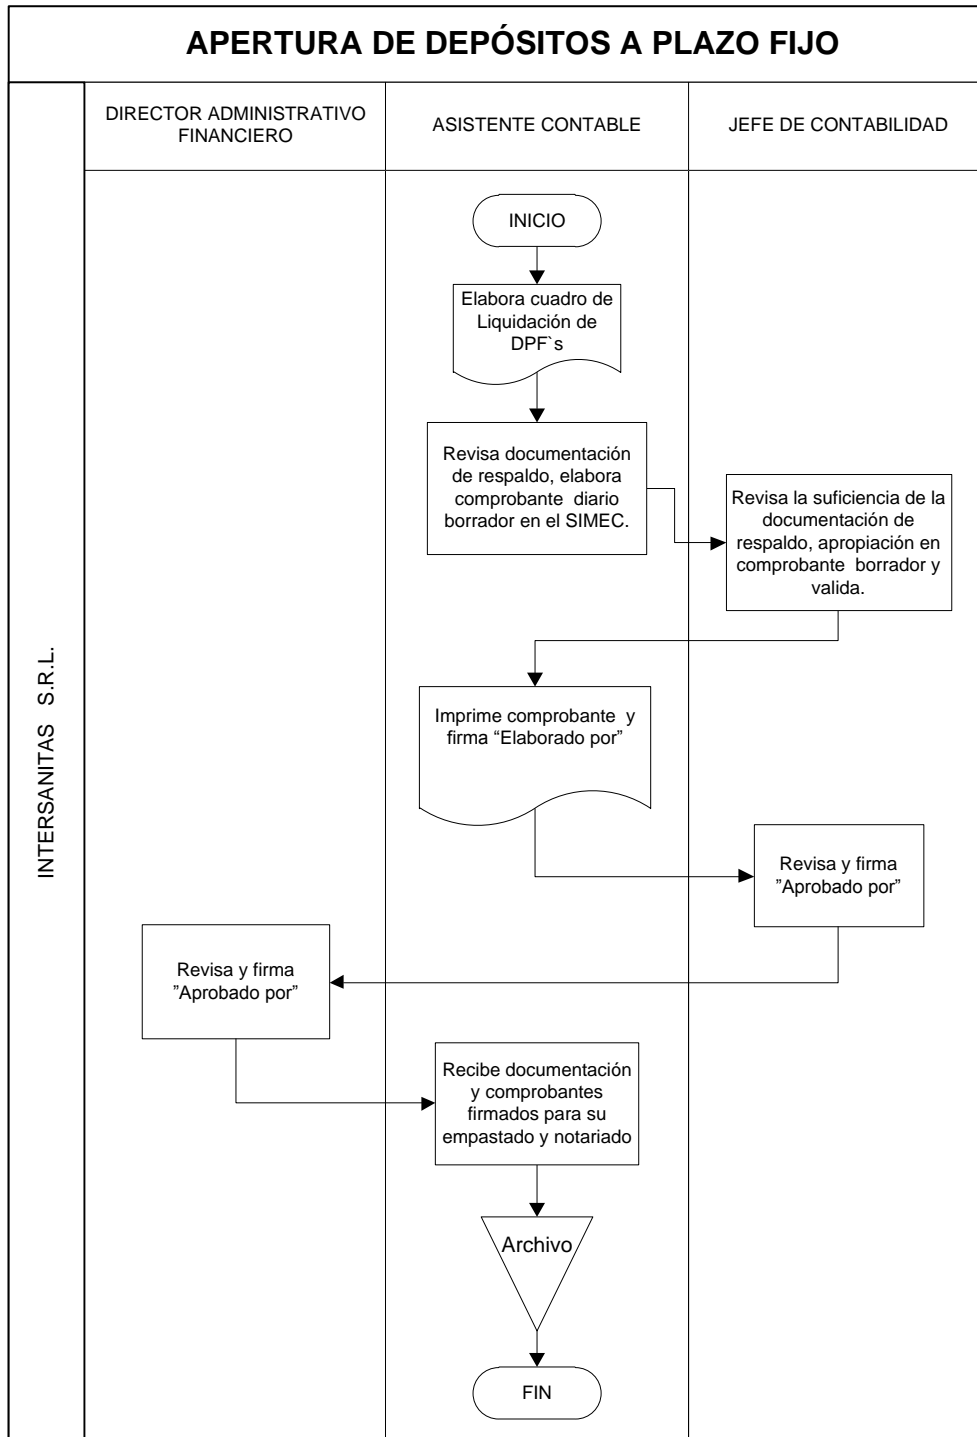 APERTURA DE DEPÓSITOS A PLAZO FIJO
INTERSANITAS S.R.L.
DIRECTOR ADMINISTRATIVO
FINANCIERO
ASISTENTE CONTABLE
JEFE DE CONTABILIDAD
INICIO
Elabora cuadro de
Liquidación de
DPF`s
Revisa documentación
de respaldo, elabora
comprobante diario
borrador en el SIMEC.
Revisa la suficiencia de la
documentación de
respaldo, apropiación en
comprobante borrador y
valida.
Imprime comprobante y
firma “Elaborado por”
Revisa y firma
”Aprobado por”
Revisa y firma
”Aprobado por”
Recibe documentación
y comprobantes
firmados para su
empastado y notariado
Archivo
FIN